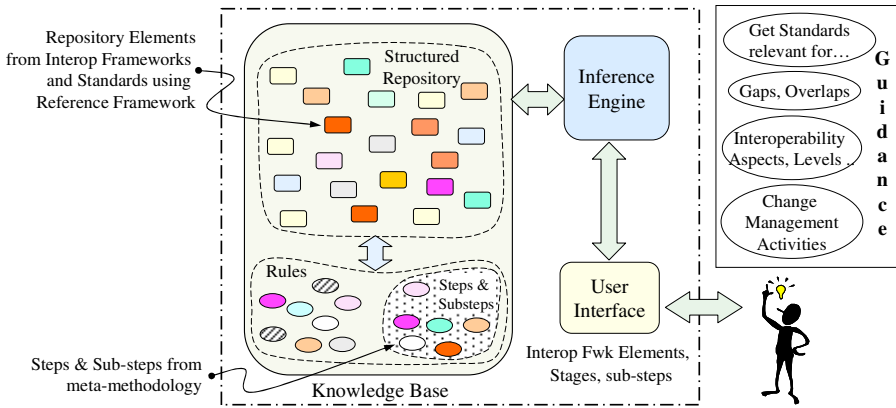 Repository Elements
from Interop Frameworks
and Standards using
Reference Framework
Structured
Repository
Inference
Engine
Get Standards
relevant for…
Gaps, Overlaps
Interoperability
Aspects, Levels ..
Change
Management
Activities
Guidance
Rules
Steps &
Substeps
User
Interface
Steps & Sub-steps from
meta-methodology
Interop Fwk Elements,
Stages, sub-steps
Knowledge Base